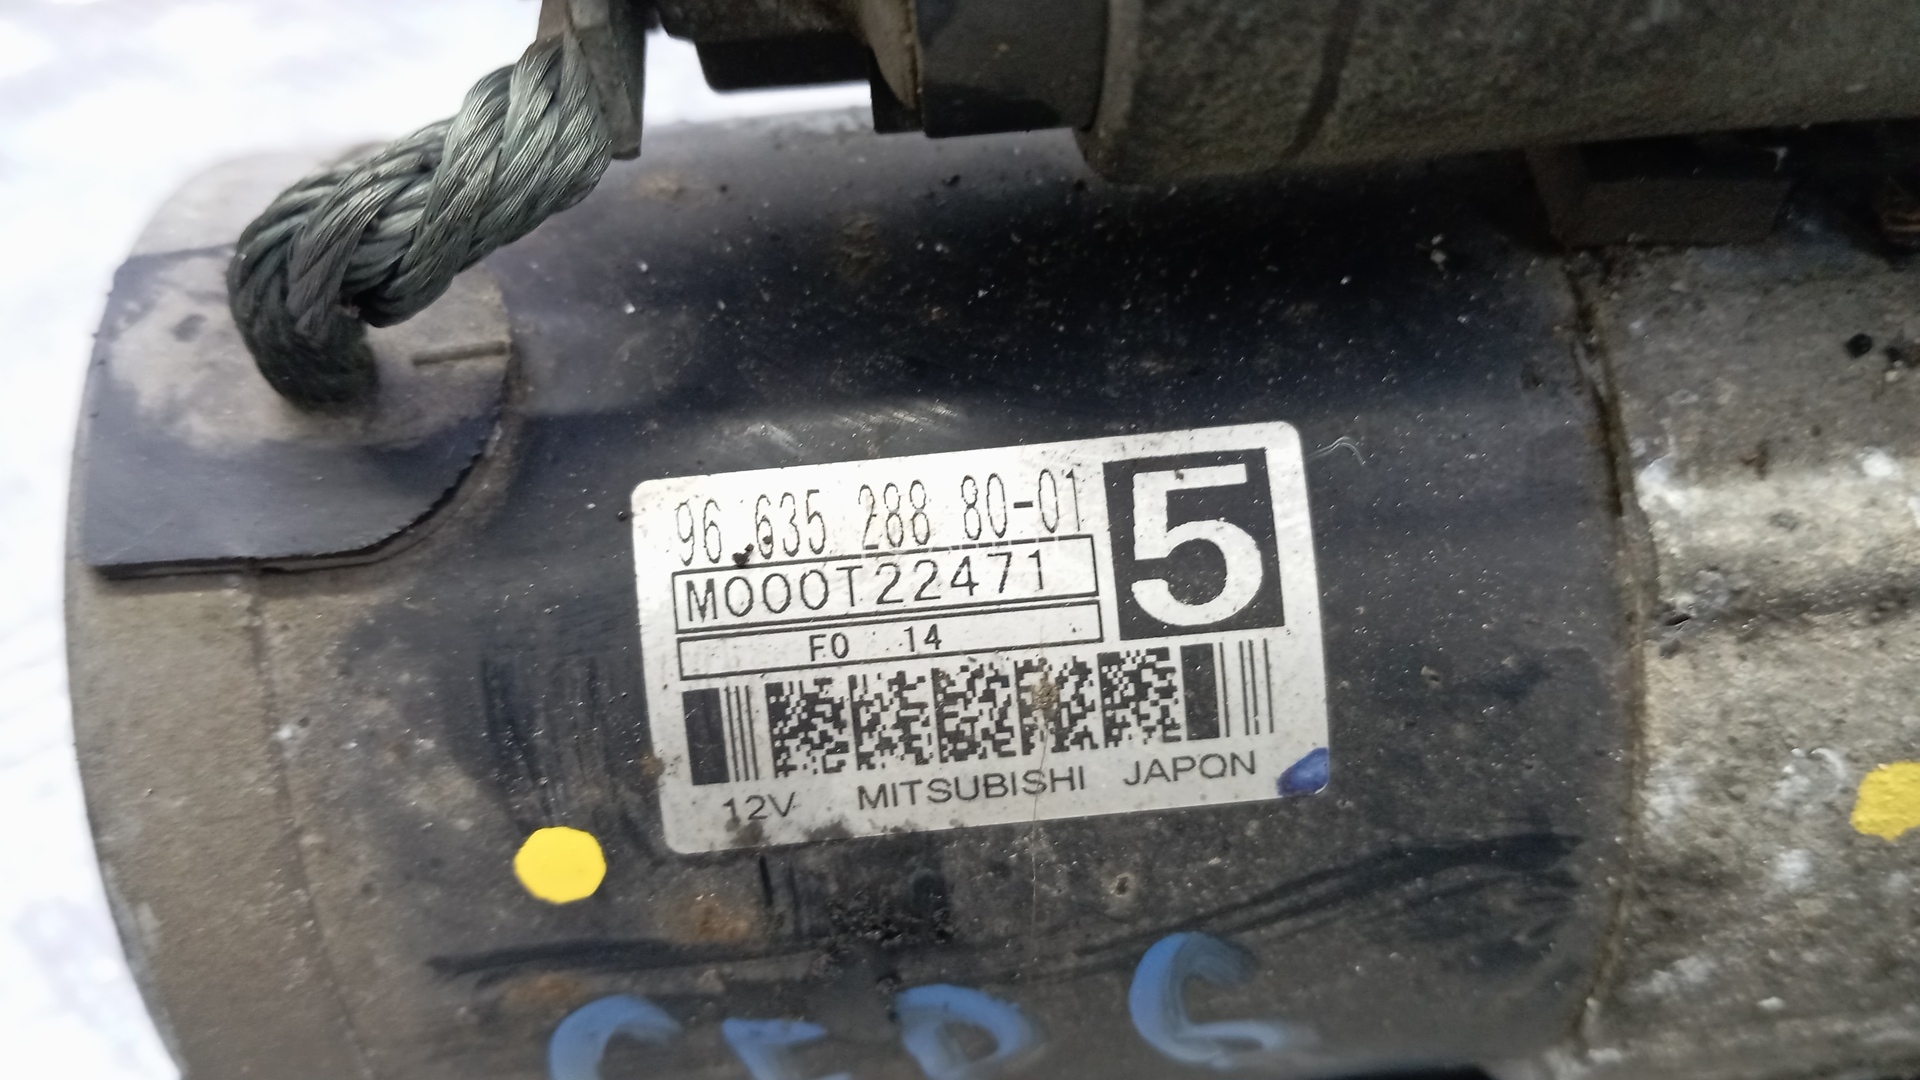 96.635 288 80-01
5
M000T22471
F0 14
12V MITSUBISHI JAPON